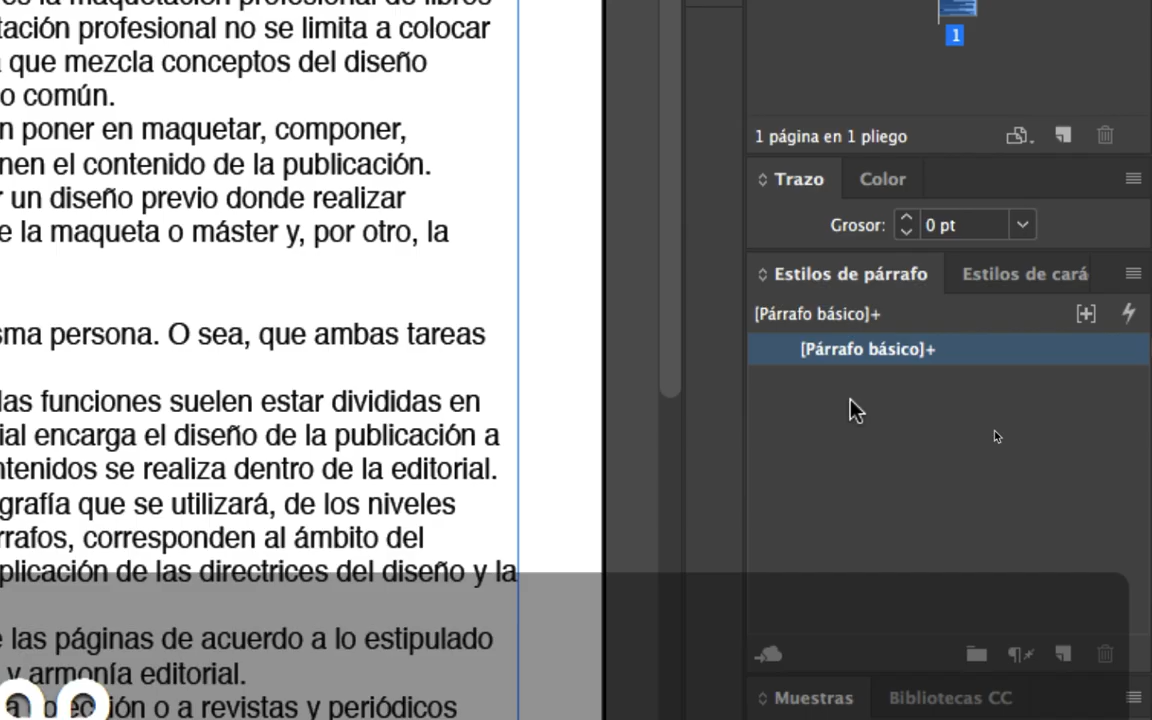 tación profesional no se limita a colocar
que mezcla conceptos del diseño
o común.
n poner en maquetar, componer,
nen el contenido de la publicación.
r un diseño previo donde realizar
e la maqueta o máster y, por otro, la
sma persona. O sea, que ambas tareas
las funciones suelen estar divididas en
ial encarga el diseño de la publicación a
ntenidos se realiza dentro de la editorial.
grafía que se utilizará, de los niveles
rrafos, corresponden al ámbito del
plicación de las directrices del diseño y la
e las páginas de acuerdo a lo estipulado
y armonía editorial.
ión o a revistas y periódicos
1
1 página en 1 pliego
Trazo Color
Grosor: 0 pt
Estilos de párrafo Estilos de cará
[Párrafo básico]+
[Párrafo básico]+
Muestras Bibliotecas CC